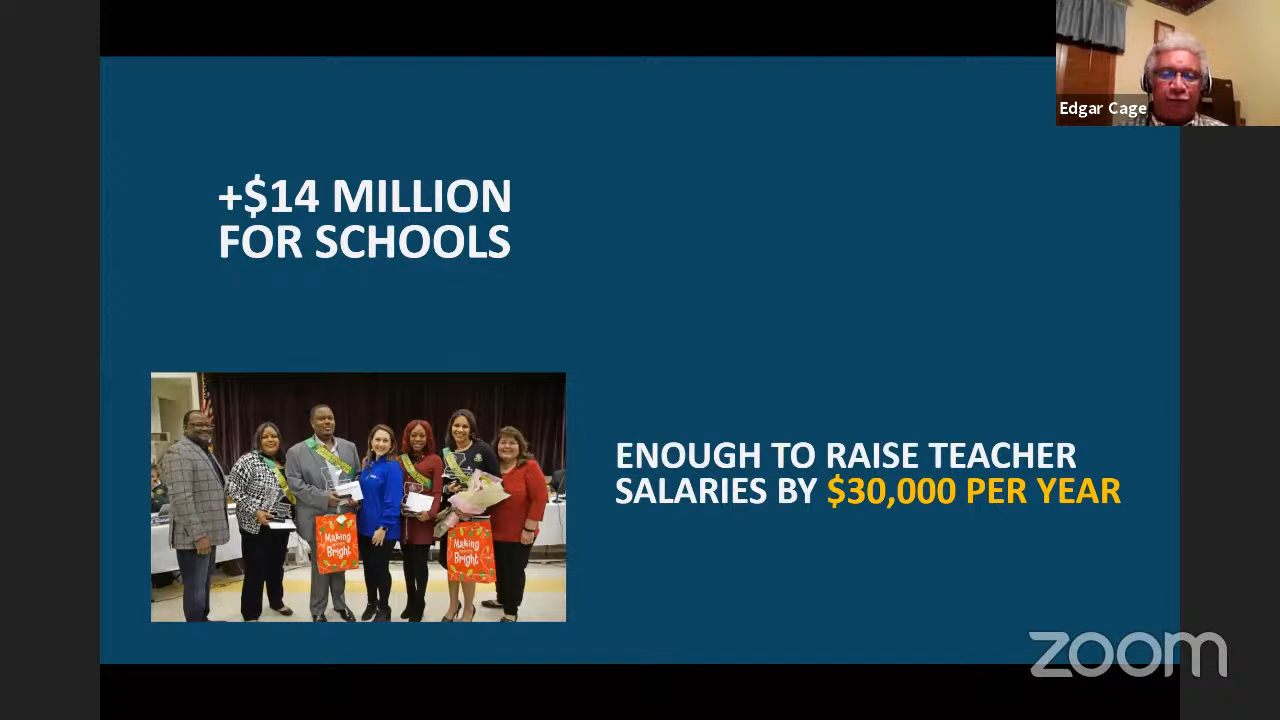 Edgar Cage
+$14 MILLION
FOR SCHOOLS
ENOUGH TO RAISE TEACHER
SALARIES BY $30,000 PER YEAR
Making
Bright
Making
Bright
zoom